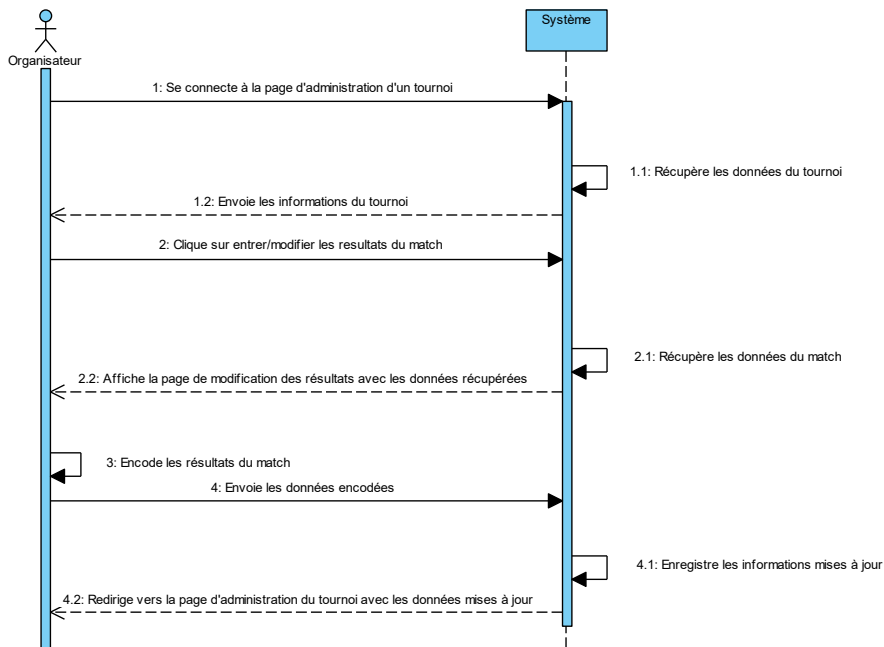 Organisateur
Système
1: Se connecte à la page d'administration d'un tournoi
1.1: Récupère les données du tournoi
1.2: Envoie les informations du tournoi
2: Clique sur entrer/modifier les resultats du match
2.1: Récupère les données du match
2.2: Affiche la page de modification des résultats avec les données récupérées
3: Encode les résultats du match
4: Envoie les données encodées
4.1: Enregistre les informations mises à jour
4.2: Redirige vers la page d'administration du tournoi avec les données mises à jour